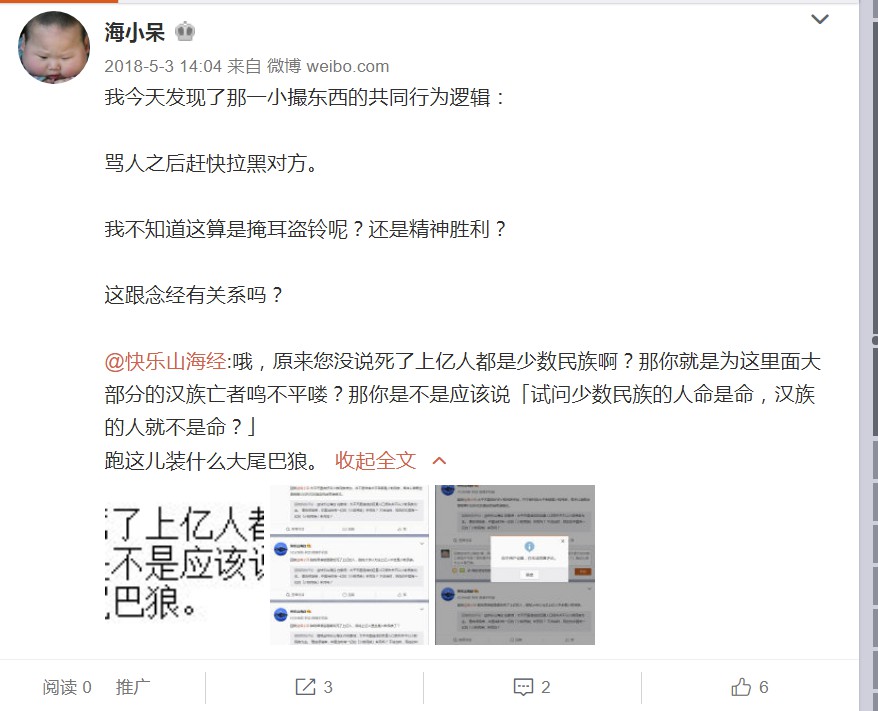 海小呆
2018-5-3 14:04 来自 微博 weibo.com
我今天发现了那一小撮东西的共同行为逻辑：
骂人之后赶快拉黑对方。
我不知道这算是掩耳盗铃呢？还是精神胜利？
这跟念经有关系吗？
@快乐山海经:哦，原来您没说死了上亿人都是少数民族啊？那你就是为这里面大
部分的汉族亡者鸣不平喽？那你是不是应该说「试问少数民族的人命是命，汉族
的人就不是命？」
跑这儿装什么大尾巴狼。 收起全文
了上亿人者
不是应该说
巴狼。
阅读 0 推广 3 2 6